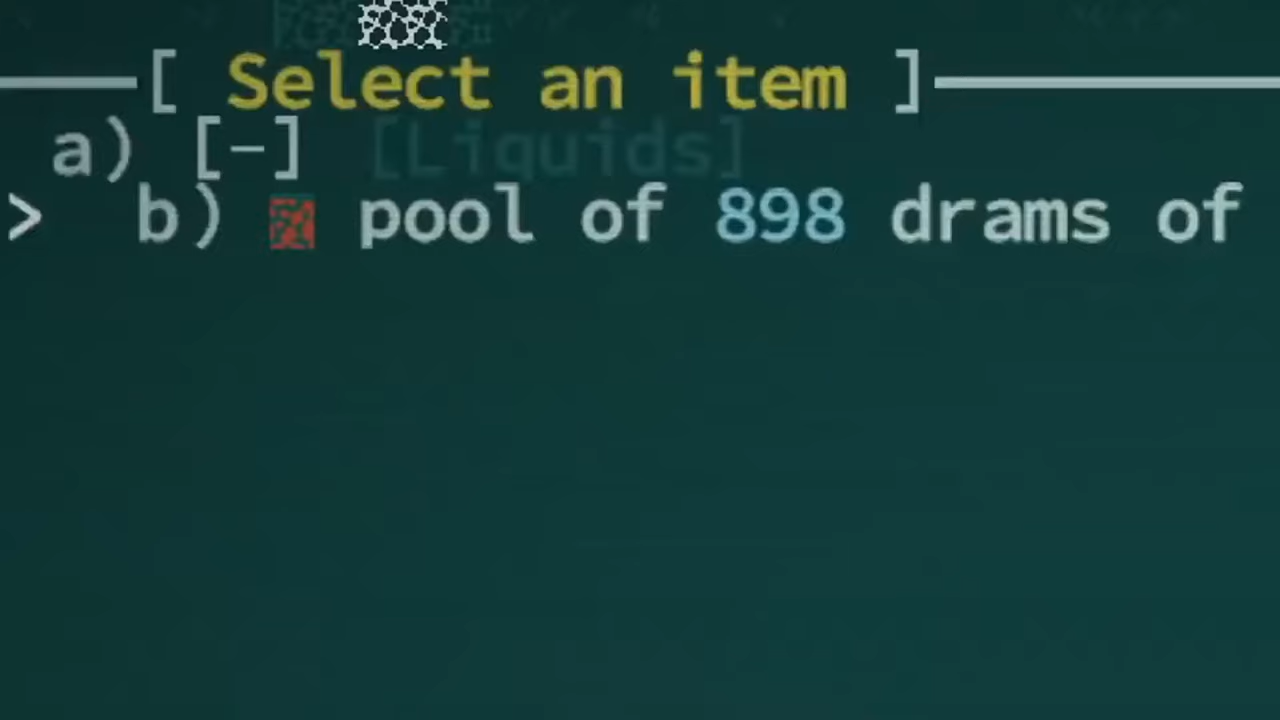 [ Select an item ]
a) [-] [Liquids]
> b) pool of 898 drams of